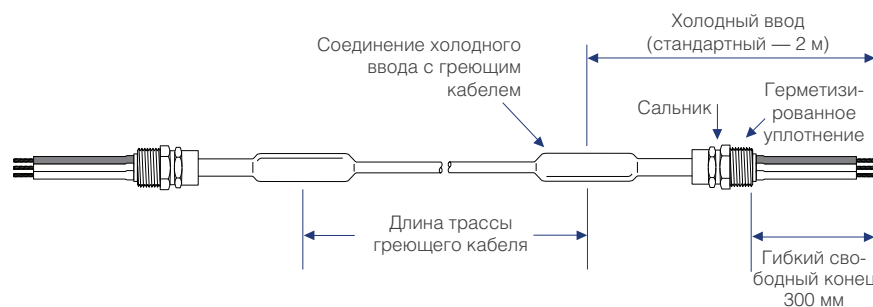 Холодный ввод
(стандартный — 2 м)
Соединение холодного
ввода с греющим
кабелем
Сальник
Герметизи-
рованное
уплотнение
Длина трассы
греющего кабеля
Гибкий сво-
бодный конец
300 мм